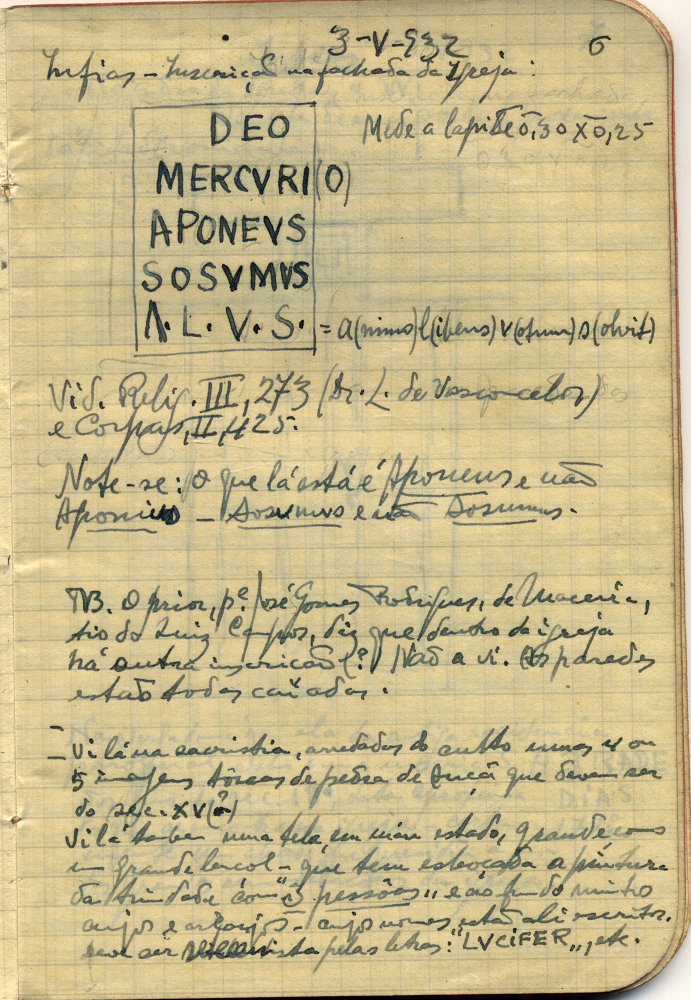 3-V-932
6
Infias - Inscrição na fachada da Igreja:
DEO
Mede a lapide 0,30 X 0,25
MERCVRI(O)
APONEVS
SOSVMVS
A. L. V. S. = a(nimo) l(ibens) v(otum) s(olvit)
Vid. Relig. III, 273 (Dr. L. de Vasconcelos)
e Corpus, II, 425.
Note-se: O que lá está é Aponeus e não
Aponius - Sosumus e não Sosumus.
NB. O prior, p.e José Gomes Rodrigues, de Maceira,
tio do Luiz Campos, diz que dentro da igreja
há outra inscrição (?) Não a vi. As paredes
estão todas caiadas.
- Vi lá na sacristia, arredadas do culto umas 4 ou
5 imagens toscas de pedra de Ançã que devem ser
do sec. XV (?)
Vi lá tambem uma tela, em mau estado, grande como
um grande lençol - que tem esboçada a pintura
da trindade com "3 pessoas" e ao fundo muitos
anjos e arcanjos - cujos nomes estão ali escritos.
Deve ser vista pelas letras: "LVCIFER", etc.